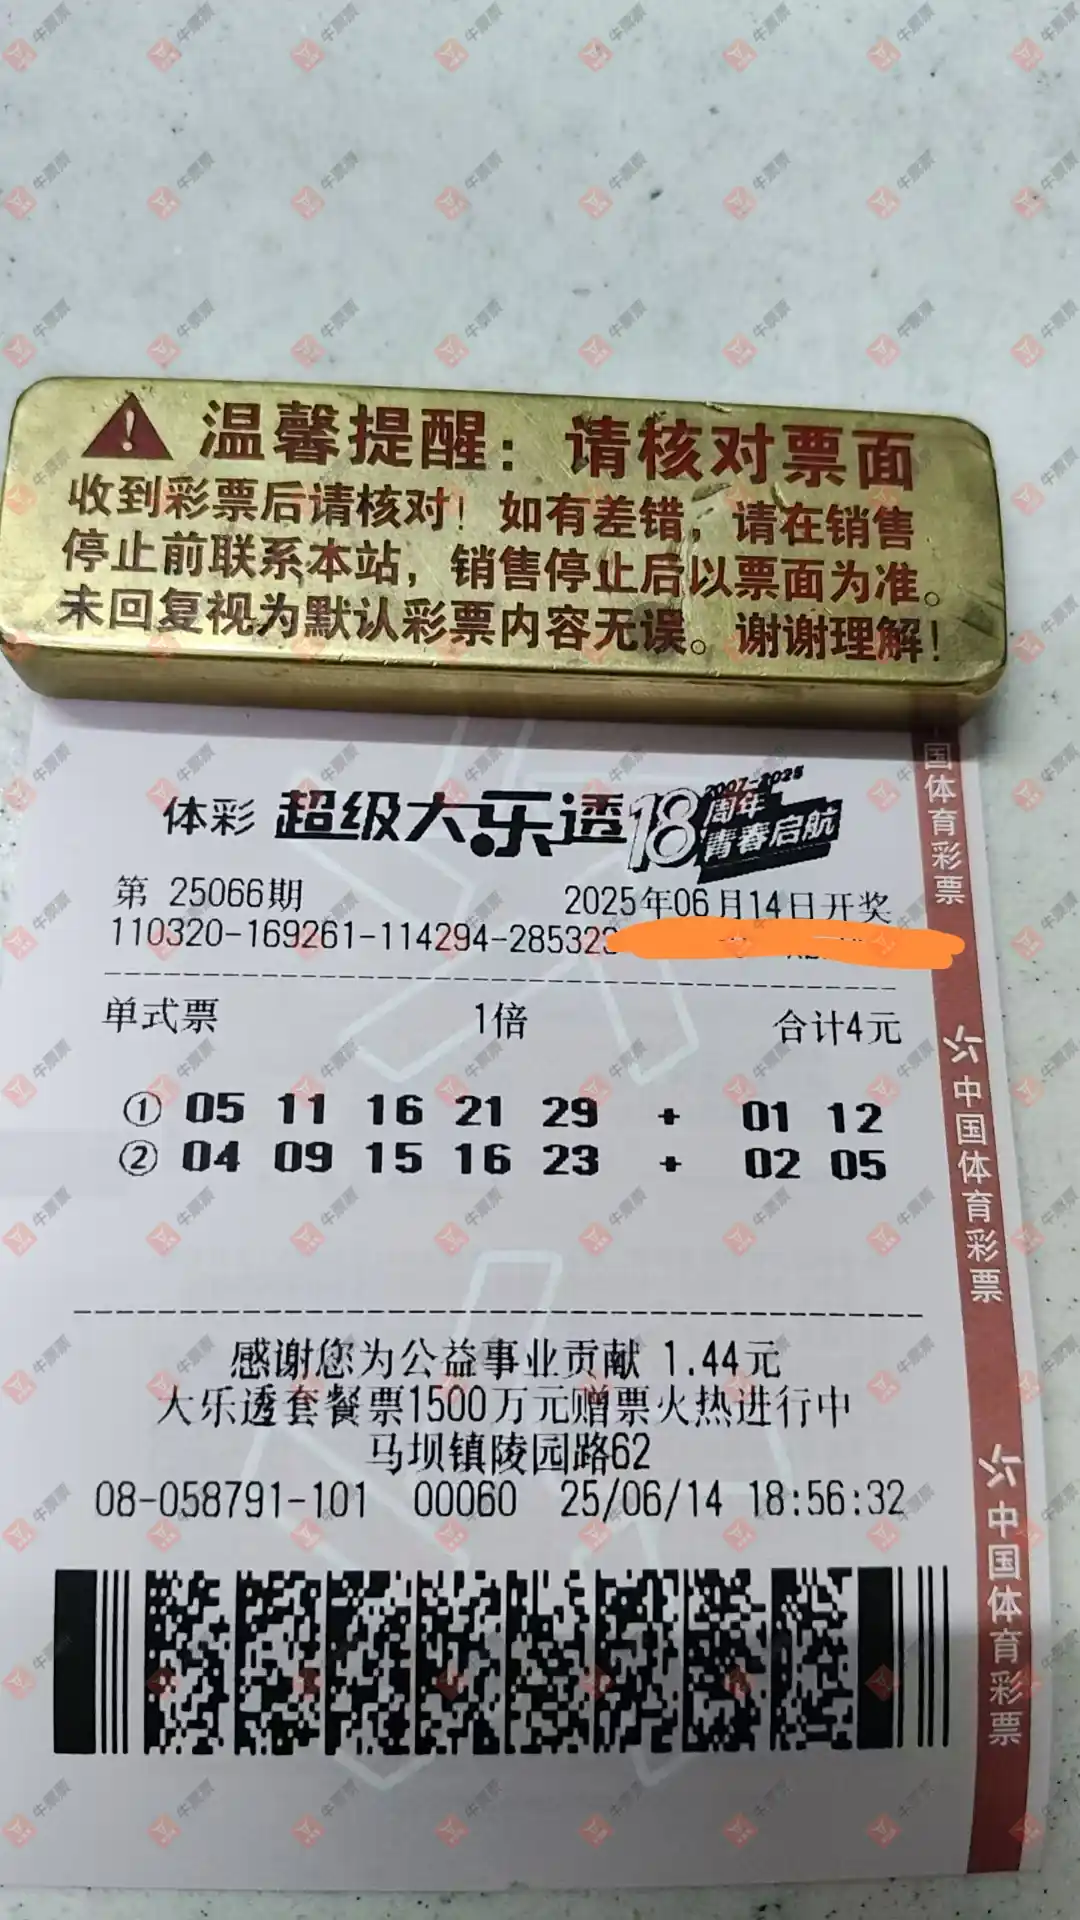 温馨提醒：请核对票面
收到彩票后请核对！如有差错，请在销售
停止前联系本站，销售停止后以票面为准。
未回复视为默认彩票内容无误。谢谢理解！
体彩 超级大乐透 18周年 2007-2025 青春启航
第 25066期 2025年06月14日开奖
110320-169261-114294-285323
单式票 1倍 合计4元
① 05 11 16 21 29 + 01 12
② 04 09 15 16 23 + 02 05
感谢您为公益事业贡献 1.44元
大乐透套餐票1500万元赠票火热进行中
马坝镇陵园路62
08-058791-101 00060 25/06/14 18:56:32
国体育彩票
中国体育彩票
中国体育彩票
牛票票